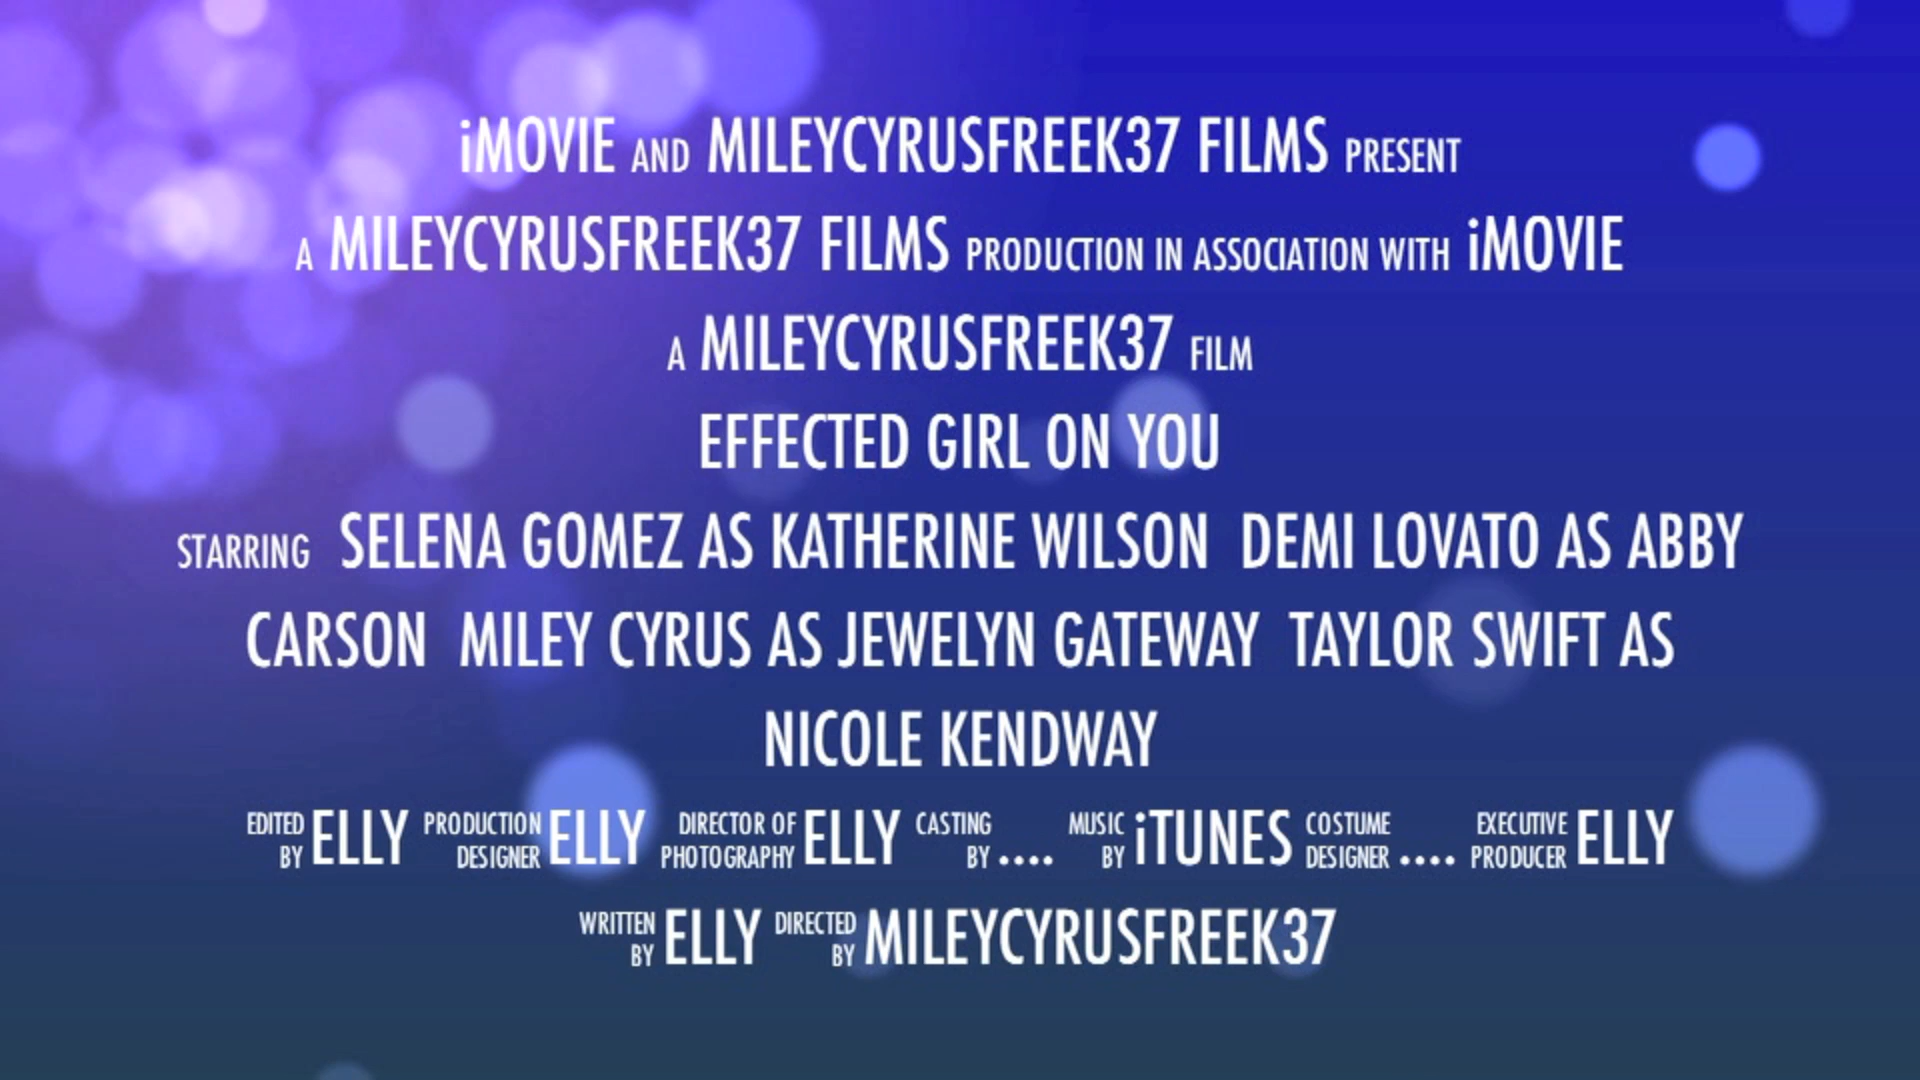 iMOVIE AND MILEYCYRUSFREEK37 FILMS PRESENT
A MILEYCYRUSFREEK37 FILMS PRODUCTION IN ASSOCIATION WITH iMOVIE
A MILEYCYRUSFREEK37 FILM
EFFECTED GIRL ON YOU
STARRING SELENA GOMEZ AS KATHERINE WILSON DEMI LOVATO AS ABBY
CARSON MILEY CYRUS AS JEWELYN GATEWAY TAYLOR SWIFT AS
NICOLE KENDWAY
EDITED BY ELLY PRODUCTION DESIGNER ELLY DIRECTOR OF PHOTOGRAPHY ELLY CASTING BY .... MUSIC BY iTUNES COSTUME DESIGNER .... EXECUTIVE PRODUCER ELLY
WRITTEN BY ELLY DIRECTED BY MILEYCYRUSFREEK37